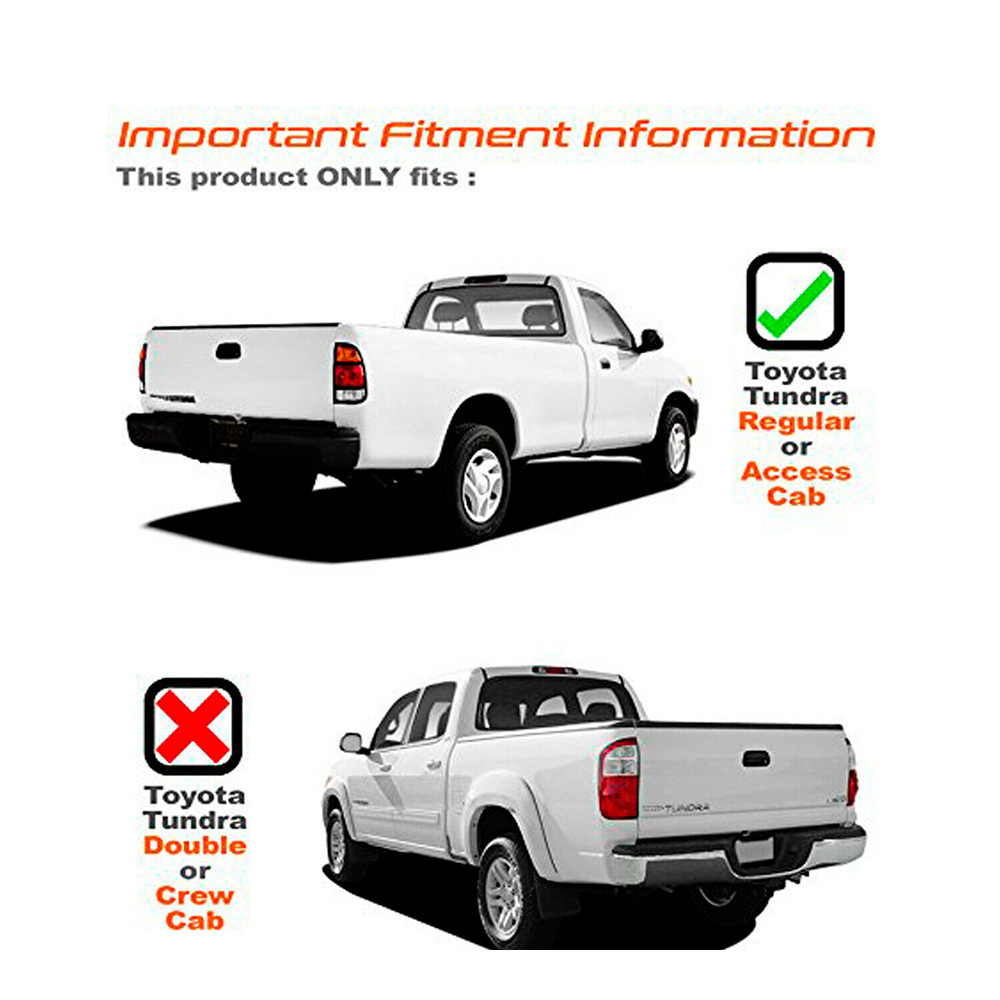 Important Fitment Information
This product ONLY fits :
Toyota
Tundra
Regular
or
Access
Cab
Toyota
Tundra
Double
or
Crew
Cab
TUNDRA